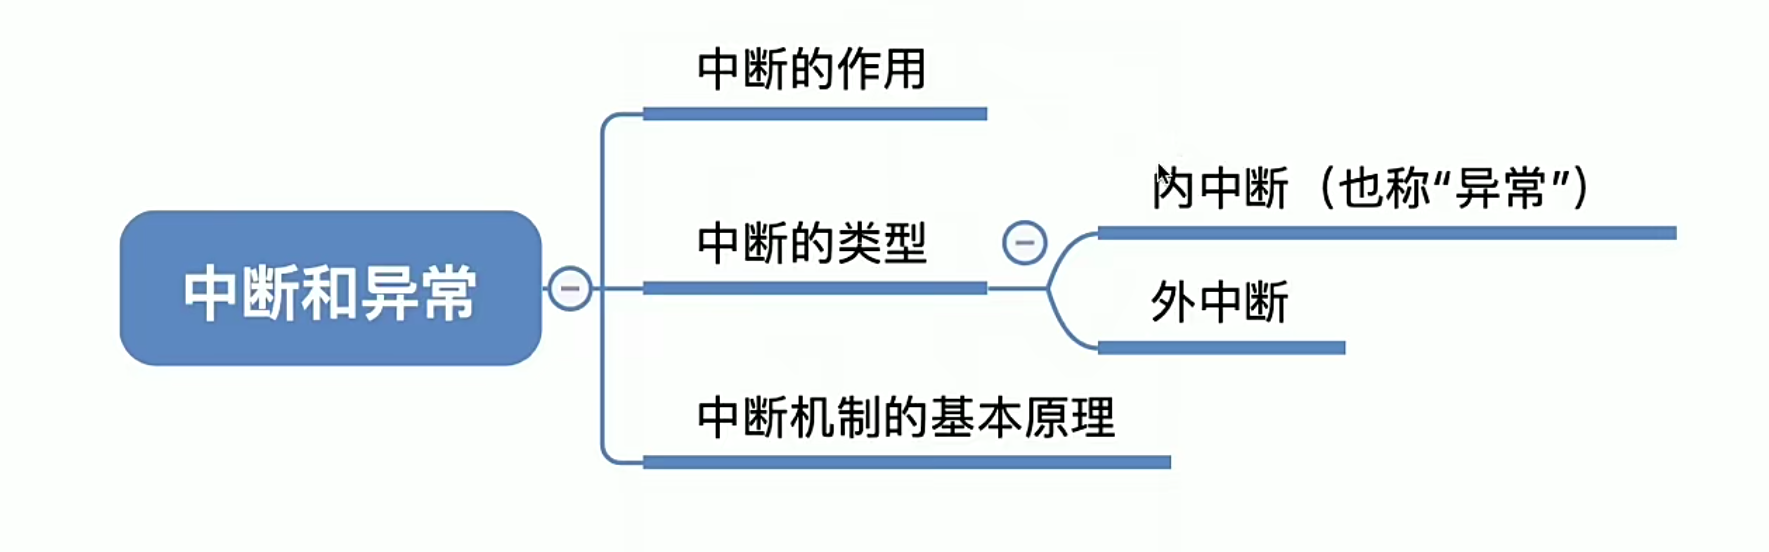 中断的作用
内中断（也称“异常”）
中断的类型
中断和异常
外中断
中断机制的基本原理